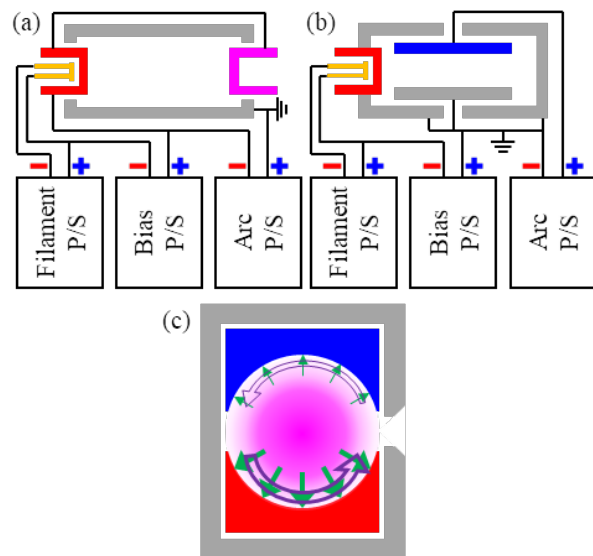 (a)
(b)
− + − + − + − + − + − +
Filament
P/S
Bias
P/S
Arc
P/S
Filament
P/S
Bias
P/S
Arc
P/S
(c)